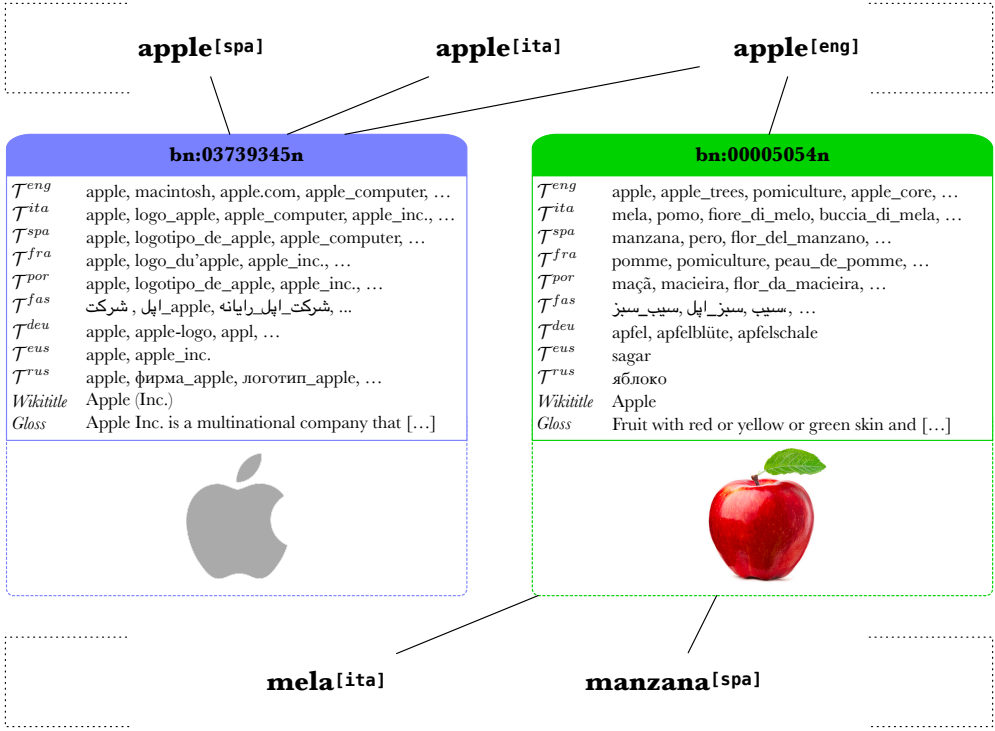 apple[spa]
apple[ita]
apple[eng]
bn:03739345n
𝒯^eng apple, macintosh, apple.com, apple_computer, …
𝒯^ita apple, logo_apple, apple_computer, apple_inc., …
𝒯^spa apple, logotipo_de_apple, apple_computer, …
𝒯^fra apple, logo_du'apple, apple_inc., …
𝒯^por apple, logotipo_de_apple, apple_inc., …
𝒯^fas شرکت , اپل_apple, شرکت_اپل_رایانه, ...
𝒯^deu apple, apple-logo, appl, …
𝒯^eus apple, apple_inc.
𝒯^rus apple, фирма_apple, логотип_apple, …
Wikititle Apple (Inc.)
Gloss Apple Inc. is a multinational company that […]
bn:00005054n
𝒯^eng apple, apple_trees, pomiculture, apple_core, …
𝒯^ita mela, pomo, fiore_di_melo, buccia_di_mela, …
𝒯^spa manzana, pero, flor_del_manzano, …
𝒯^fra pomme, pomiculture, peau_de_pomme, …
𝒯^por maçã, macieira, flor_da_macieira, …
𝒯^fas سیب_سبز, سبز_اپل, سیب, …
𝒯^deu apfel, apfelblüte, apfelschale
𝒯^eus sagar
𝒯^rus яблоко
Wikititle Apple
Gloss Fruit with red or yellow or green skin and […]
mela[ita]
manzana[spa]